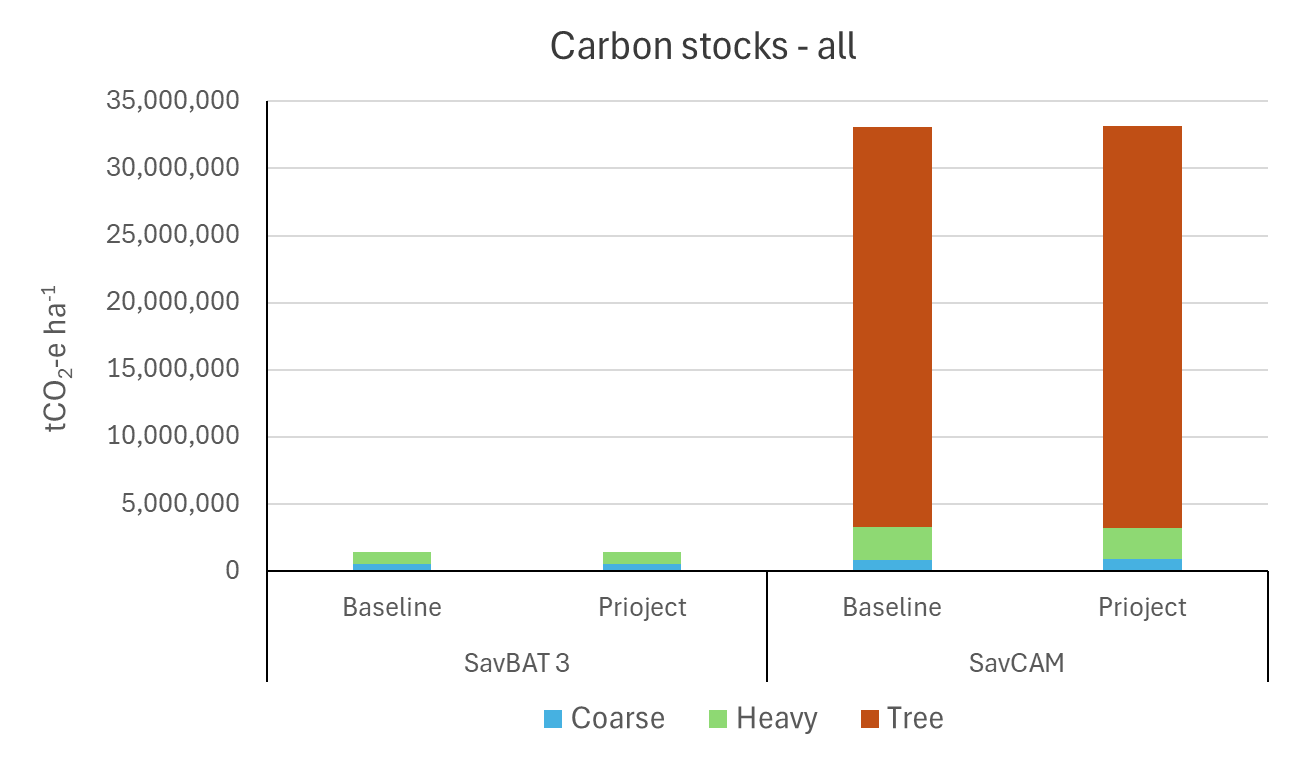 Carbon stocks - all
35,000,000
30,000,000
25,000,000
20,000,000
15,000,000
10,000,000
5,000,000
0
tCO₂-e ha⁻¹
Baseline Prioject Baseline Prioject
SavBAT 3 SavCAM
Coarse Heavy Tree